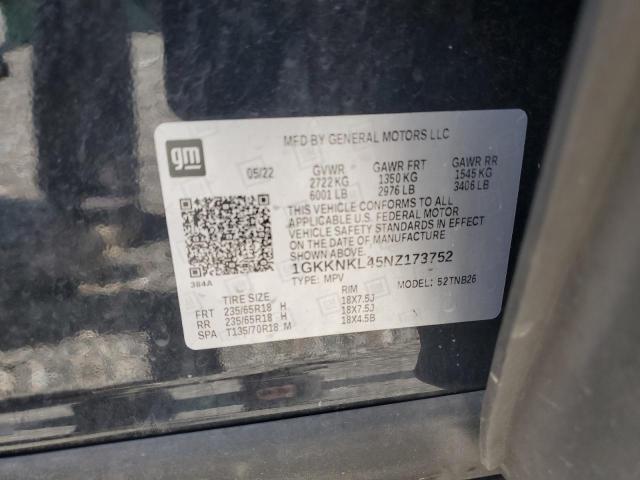 MFD BY GENERAL MOTORS LLC
gm
05/22 GVWR GAWR FRT GAWR RR
2722 KG 1350 KG 1545 KG
6001 LB 2976 LB 3406 LB
THIS VEHICLE CONFORMS TO ALL
APPLICABLE U.S. FEDERAL MOTOR
VEHICLE SAFETY STANDARDS IN EFFECT
ON THE DATE OF MANUFACTURE
SHOWN ABOVE.
1GKKNKL45NZ173752
TYPE: MPV MODEL: 52TNB26
384A
TIRE SIZE RIM
FRT 235/65R18 H 18X7.5J
RR 235/65R18 H 18X7.5J
SPA T135/70R18 M 18X4.5B